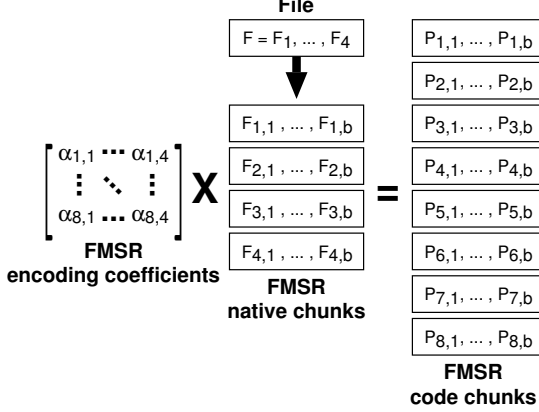 File
F = F1, ... , F4
F1,1 , ... , F1,b
F2,1 , ... , F2,b
F3,1 , ... , F3,b
F4,1 , ... , F4,b
FMSR
native chunks
α1,1 ... α1,4
α8,1 ... α8,4
FMSR
encoding coefficients
X
=
P1,1, ... , P1,b
P2,1, ... , P2,b
P3,1, ... , P3,b
P4,1, ... , P4,b
P5,1, ... , P5,b
P6,1, ... , P6,b
P7,1, ... , P7,b
P8,1, ... , P8,b
FMSR
code chunks